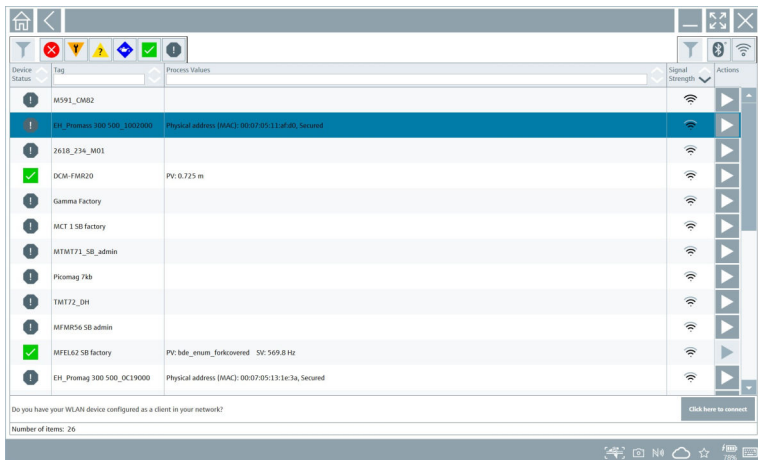 Device Status
Tag
Process Values
Signal Strength
Actions
M591_CM82
EH_Promass 300 500_1002000 Physical address (MAC): 00:07:05:11:af:d0, Secured
2618_234_M01
DCM-FMR20 PV: 0.725 m
Gamma Factory
MCT 1 SB factory
MTMT71_SB_admin
Picomag 7kb
TMT72_DH
MFMR56 SB admin
MFEL62 SB factory PV: bde_enum_forkcovered SV: 569.8 Hz
EH_Promag 300 500_0C19000 Physical address (MAC): 00:07:05:13:1e:3a, Secured
Do you have your WLAN device configured as a client in your network? Click here to connect
Number of items: 26
78%